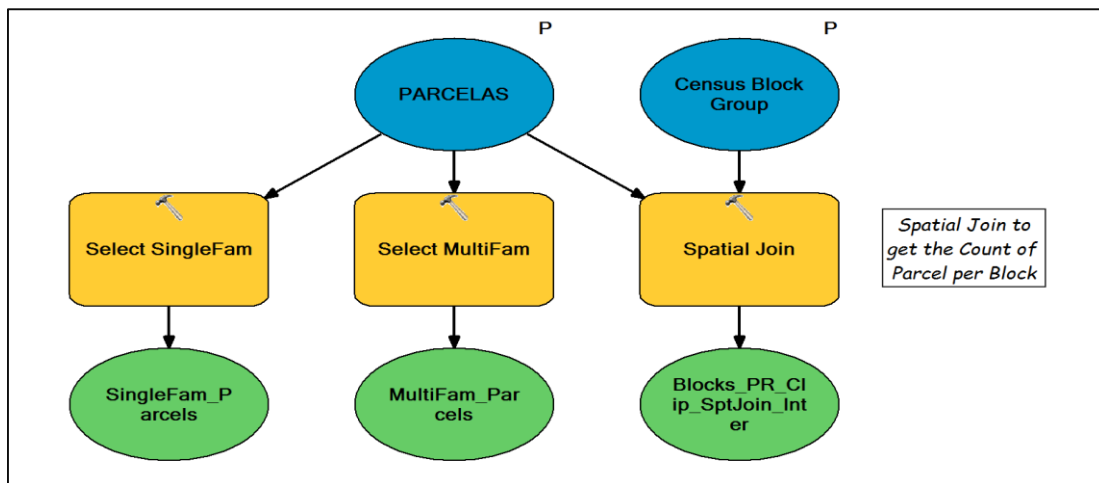 P
P
PARCELAS
Census Block
Group
Select SingleFam
Select MultiFam
Spatial Join
Spatial Join to
get the Count of
Parcel per Block
SingleFam_P
arcels
MultiFam_Par
cels
Blocks_PR_Cl
ip_SptJoin_Int
er